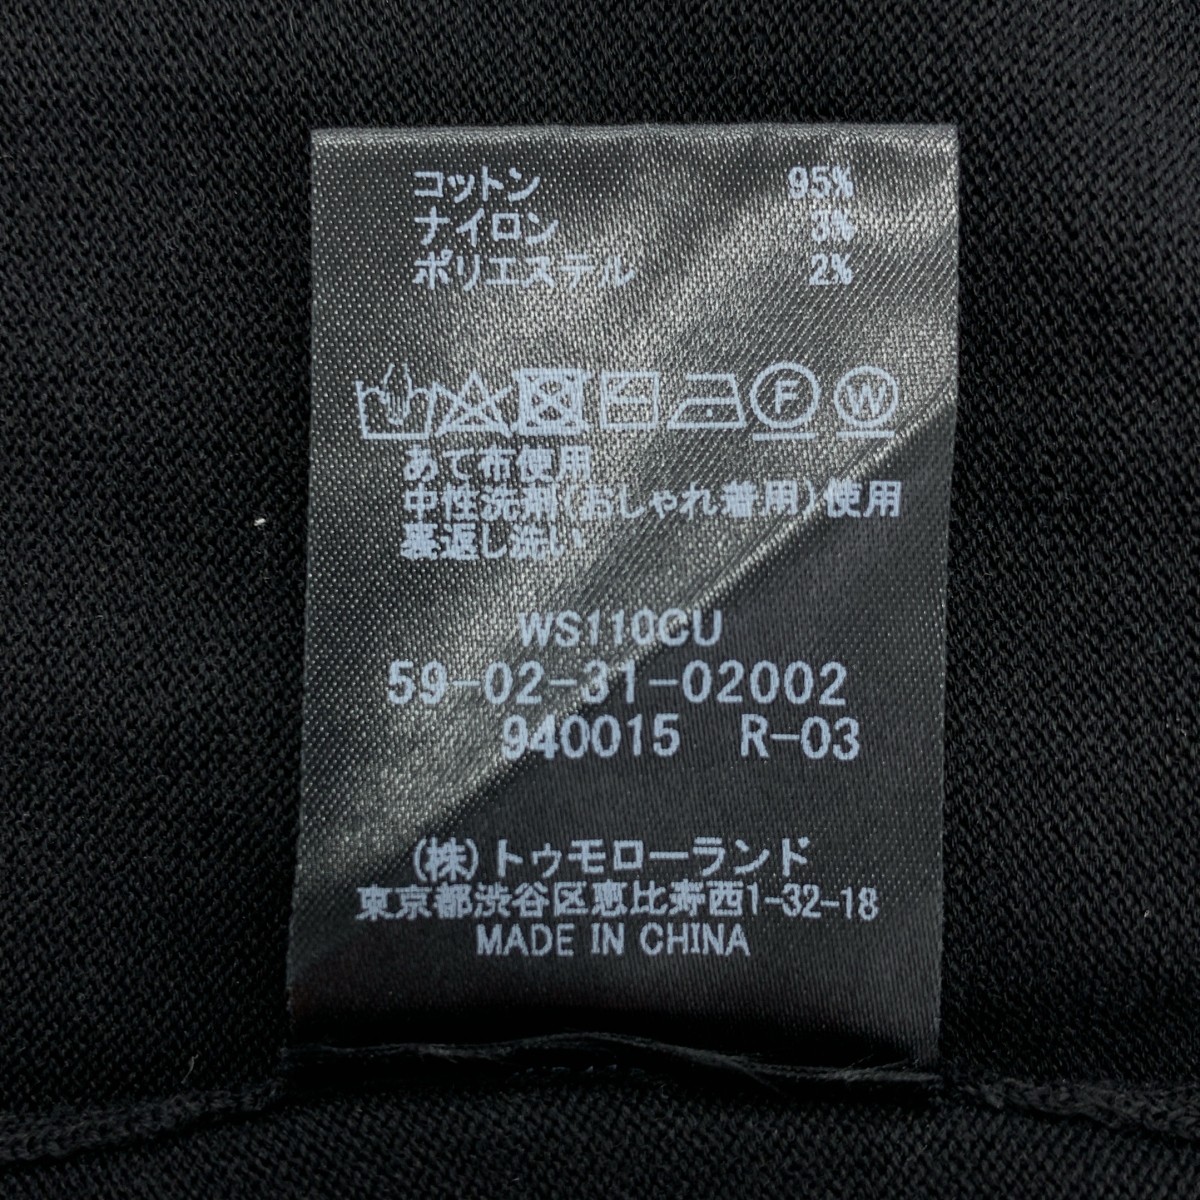 コットン 95%
ナイロン 3%
ポリエステル 2%
F W
あて布使用
中性洗剤(おしゃれ着用)使用
裏返し洗い
WS110CU
59-02-31-02002
940015 R-03
(株)トゥモローランド
東京都渋谷区恵比寿西1-32-18
MADE IN CHINA